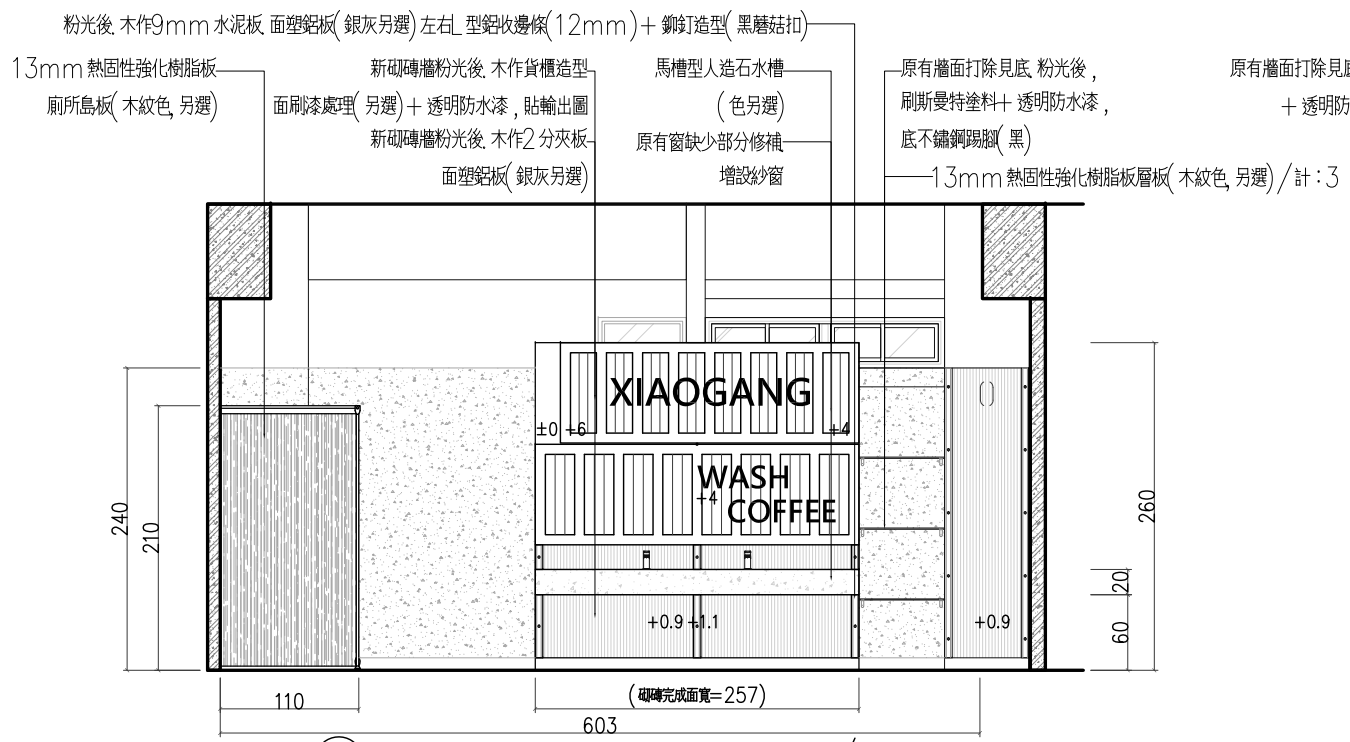 粉光後, 木作9mm 水泥板, 面塑鋁板(銀灰另選)左右L型鋁收邊條(12mm)＋鉚釘造型(黑蘑菇扣)
13mm 熱固性強化樹脂板
廁所島板(木紋色, 另選)
新砌磚牆粉光後, 木作貨櫃造型
面刷漆處理(另選)＋透明防水漆, 貼輸出圖
新砌磚牆粉光後, 木作2分夾板
面塑鋁板(銀灰另選)
馬槽型人造石水槽
(色另選)
原有窗缺少部分修補,
增設紗窗
原有牆面打除見底, 粉光後,
刷斯曼特塗料＋透明防水漆,
底不鏽鋼踢腳(黑)
13mm 熱固性強化樹脂板層板(木紋色, 另選)/計:3
原有牆面打除見底
＋透明防
XIAOGANG
±0 +6
+4
WASH
+4
COFFEE
+0.9 +1.1
+0.9
240
210
260
20
60
110
(砌磚完成面寬=257)
603